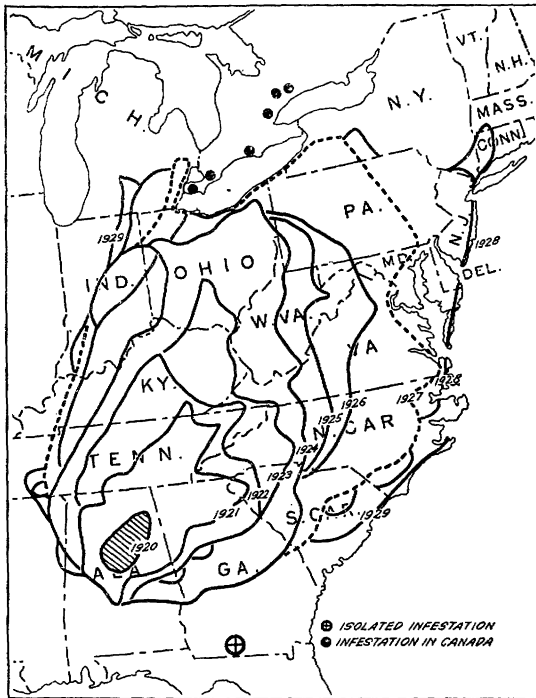 MICH.
VT.
N.H.
N.Y.
MASS.
CONN.
PA.
N.J.
1929
1928
IND.
OHIO
MD.
DEL.
W.VA.
VA
KY.
1928
1927
1926
1925
N.CAR
1924
TENN.
1923
1922
1921
S.CAR.
1929
1920
ALA
GA.
ISOLATED INFESTATION
INFESTATION IN CANADA